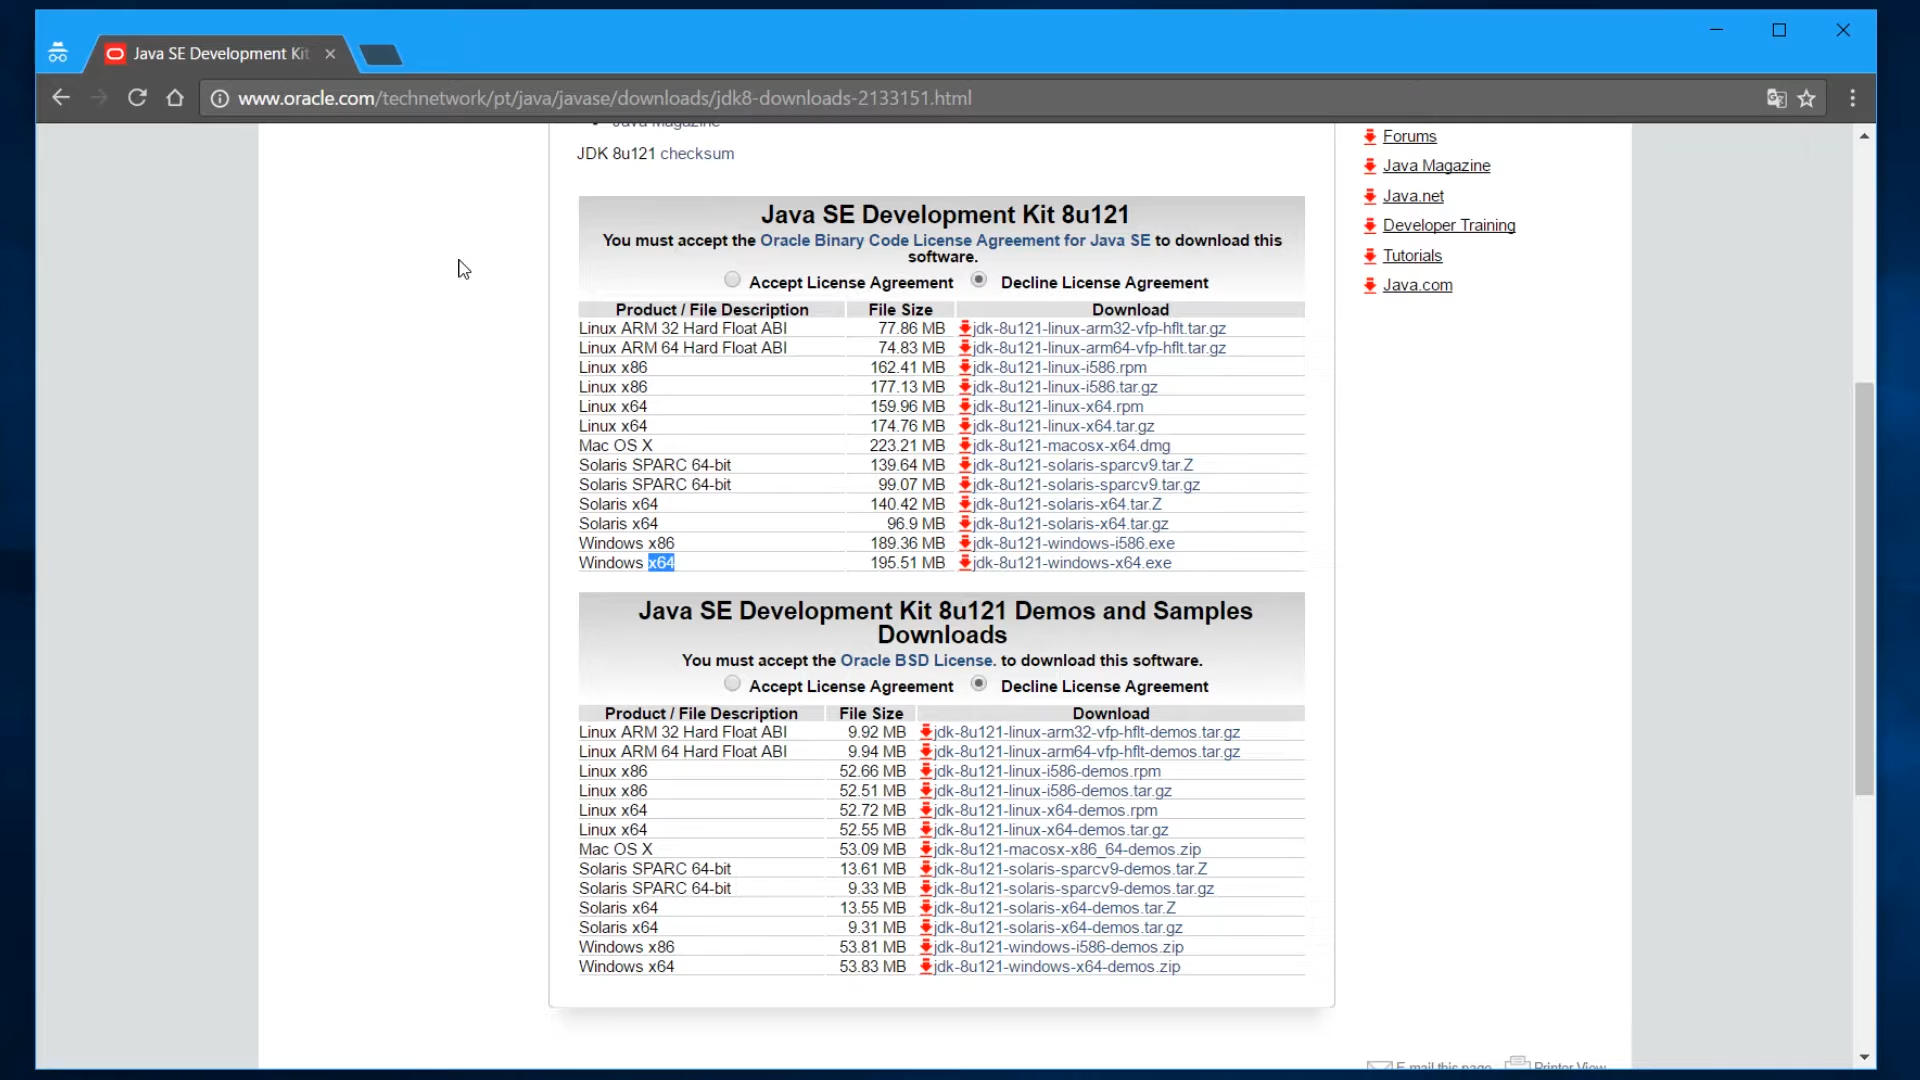 Java SE Development Kit
www.oracle.com/technetwork/pt/java/javase/downloads/jdk8-downloads-2133151.html
Java Magazine
JDK 8u121 checksum
Java SE Development Kit 8u121
You must accept the Oracle Binary Code License Agreement for Java SE to download this
software.
Accept License Agreement Decline License Agreement
Product / File Description File Size Download
Linux ARM 32 Hard Float ABI 77.86 MB jdk-8u121-linux-arm32-vfp-hflt.tar.gz
Linux ARM 64 Hard Float ABI 74.83 MB jdk-8u121-linux-arm64-vfp-hflt.tar.gz
Linux x86 162.41 MB jdk-8u121-linux-i586.rpm
Linux x86 177.13 MB jdk-8u121-linux-i586.tar.gz
Linux x64 159.96 MB jdk-8u121-linux-x64.rpm
Linux x64 174.76 MB jdk-8u121-linux-x64.tar.gz
Mac OS X 223.21 MB jdk-8u121-macosx-x64.dmg
Solaris SPARC 64-bit 139.64 MB jdk-8u121-solaris-sparcv9.tar.Z
Solaris SPARC 64-bit 99.07 MB jdk-8u121-solaris-sparcv9.tar.gz
Solaris x64 140.42 MB jdk-8u121-solaris-x64.tar.Z
Solaris x64 96.9 MB jdk-8u121-solaris-x64.tar.gz
Windows x86 189.36 MB jdk-8u121-windows-i586.exe
Windows x64 195.51 MB jdk-8u121-windows-x64.exe
Java SE Development Kit 8u121 Demos and Samples
Downloads
You must accept the Oracle BSD License. to download this software.
Accept License Agreement Decline License Agreement
Product / File Description File Size Download
Linux ARM 32 Hard Float ABI 9.92 MB jdk-8u121-linux-arm32-vfp-hflt-demos.tar.gz
Linux ARM 64 Hard Float ABI 9.94 MB jdk-8u121-linux-arm64-vfp-hflt-demos.tar.gz
Linux x86 52.66 MB jdk-8u121-linux-i586-demos.rpm
Linux x86 52.51 MB jdk-8u121-linux-i586-demos.tar.gz
Linux x64 52.72 MB jdk-8u121-linux-x64-demos.rpm
Linux x64 52.55 MB jdk-8u121-linux-x64-demos.tar.gz
Mac OS X 53.09 MB jdk-8u121-macosx-x86_64-demos.zip
Solaris SPARC 64-bit 13.61 MB jdk-8u121-solaris-sparcv9-demos.tar.Z
Solaris SPARC 64-bit 9.33 MB jdk-8u121-solaris-sparcv9-demos.tar.gz
Solaris x64 13.55 MB jdk-8u121-solaris-x64-demos.tar.Z
Solaris x64 9.31 MB jdk-8u121-solaris-x64-demos.tar.gz
Windows x86 53.81 MB jdk-8u121-windows-i586-demos.zip
Windows x64 53.83 MB jdk-8u121-windows-x64-demos.zip
Forums
Java Magazine
Java.net
Developer Training
Tutorials
Java.com
E-mail this page Printer View